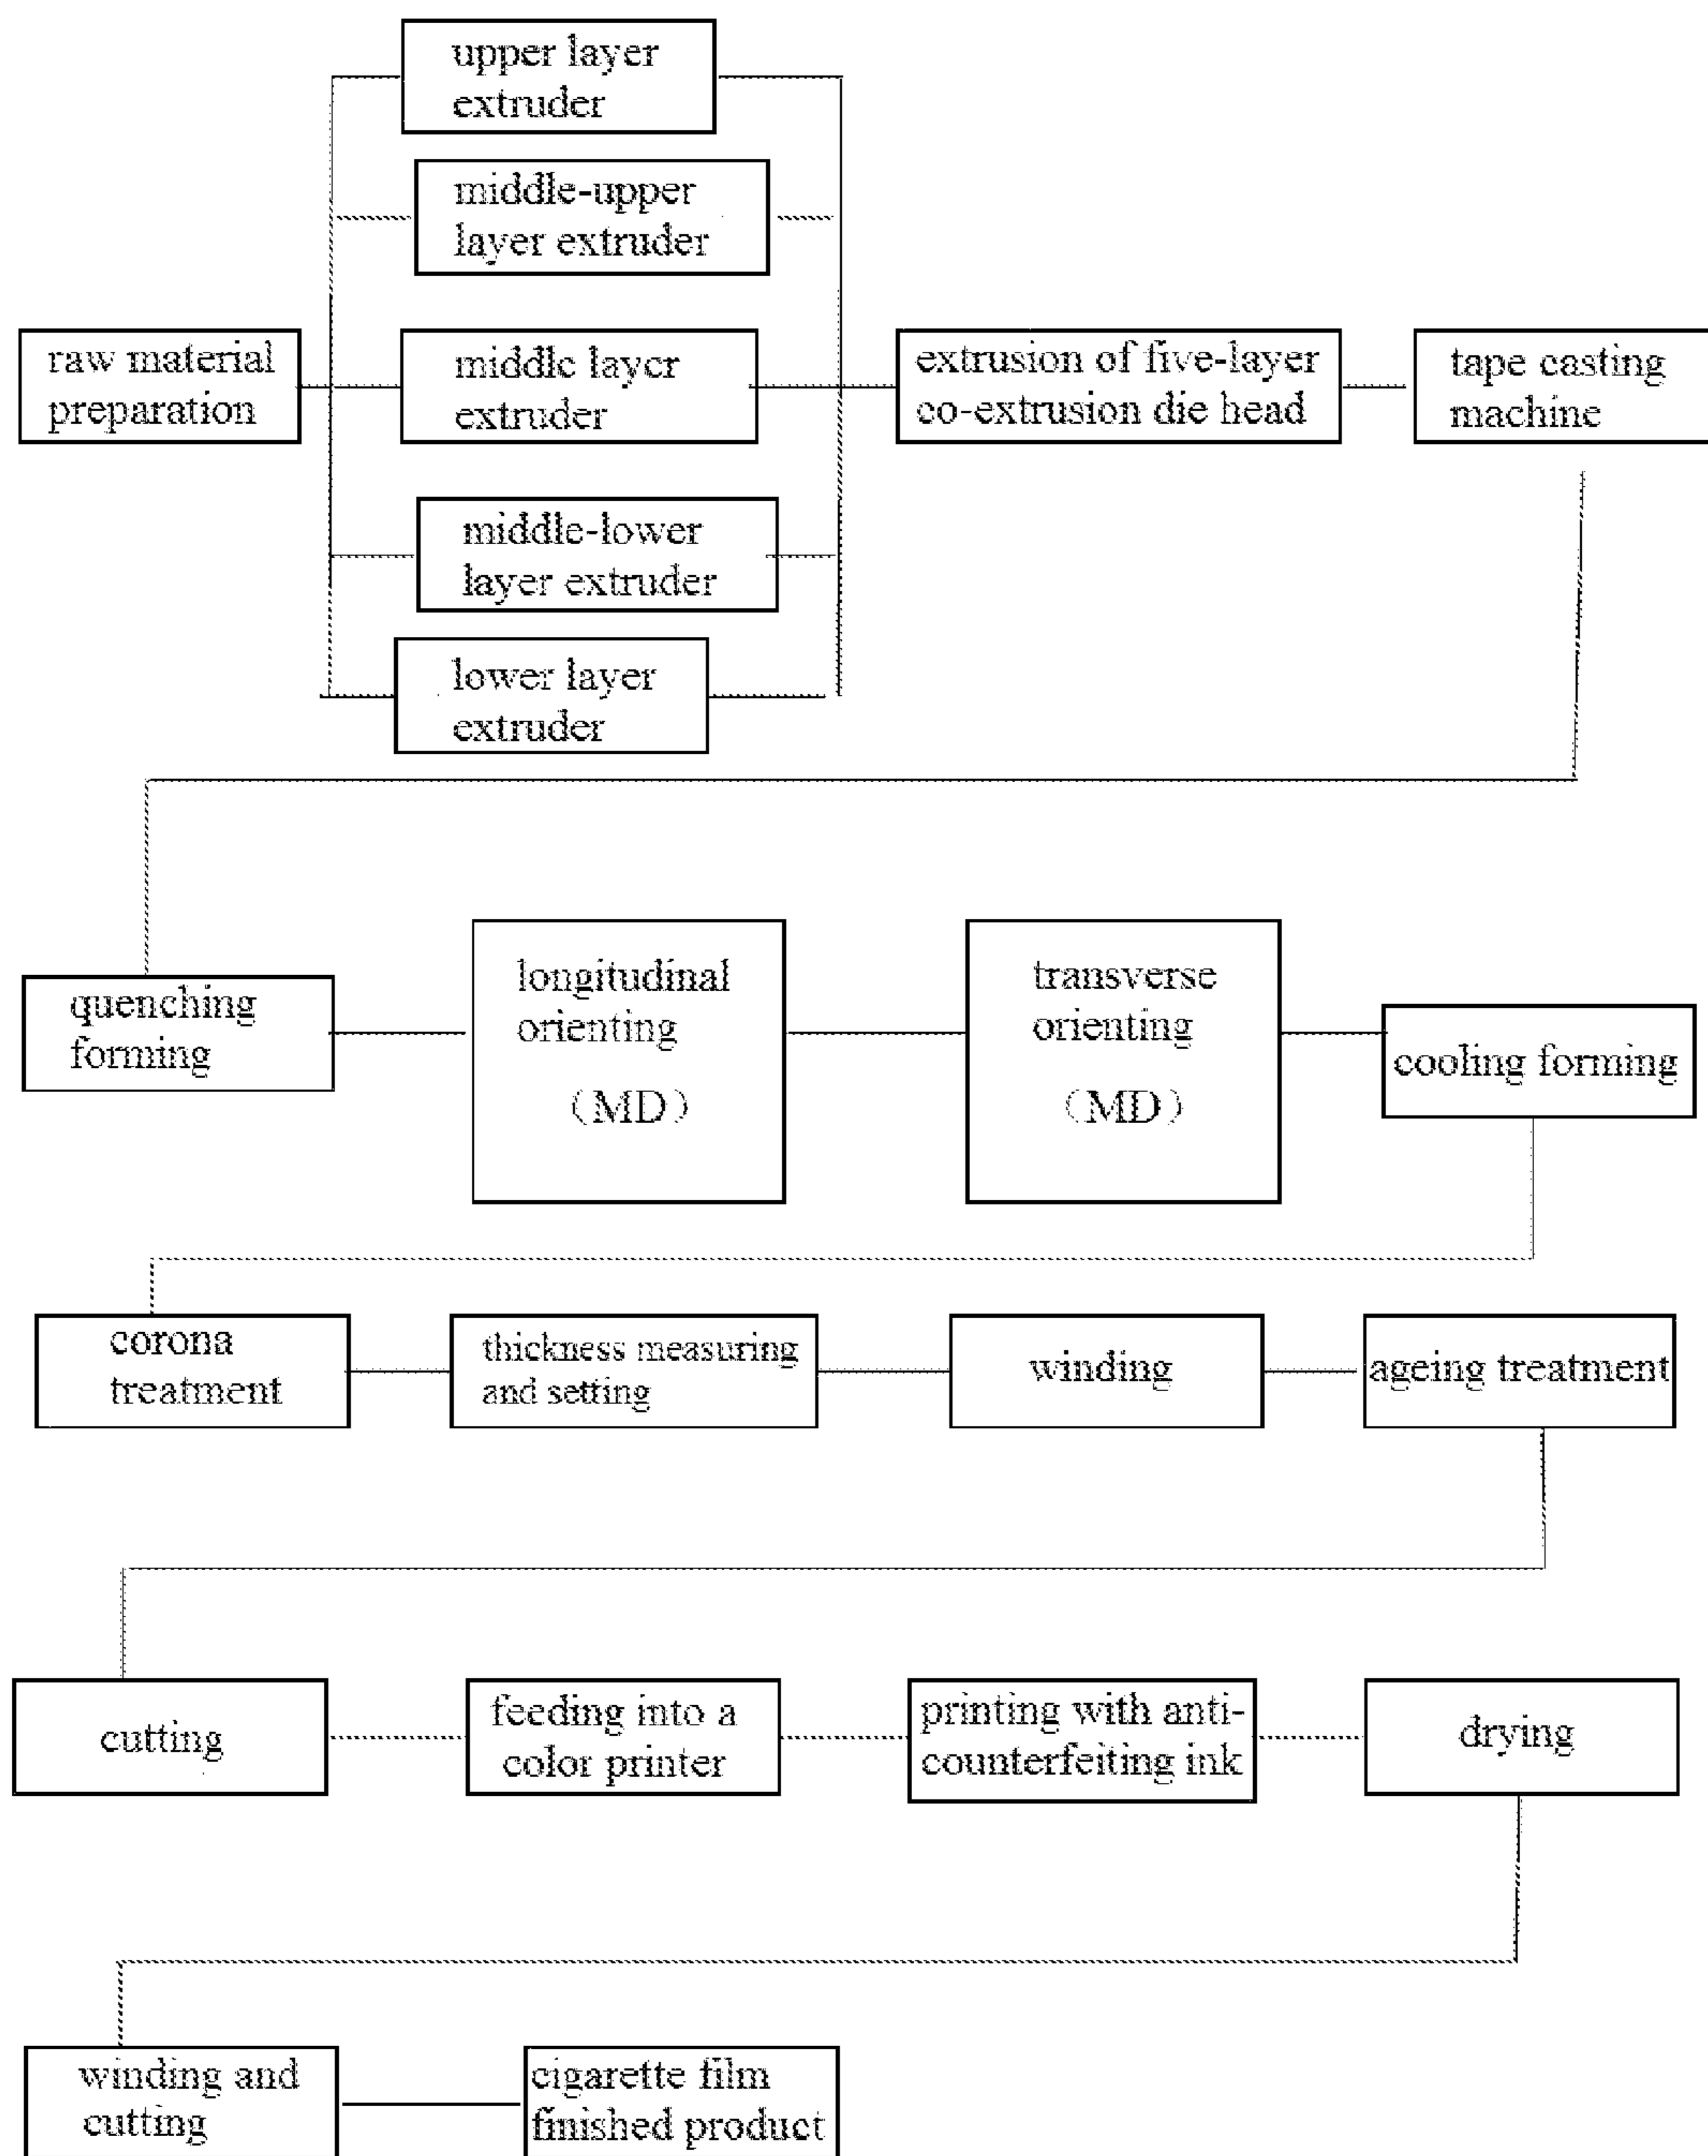 upper layer
extruder
middle-upper
layer extruder
raw material
preparation
middle layer
extruder
extrusion of five-layer
co-extrusion die head
tape casting
machine
middle-lower
layer extruder
lower layer
extruder
quenching
forming
longitudinal
orienting
（MD）
transverse
orienting
（MD）
cooling forming
corona
treatment
thickness measuring
and setting
winding
ageing treatment
cutting
feeding into a
color printer
printing with anti-
counterfeiting ink
drying
winding and
cutting
cigarette film
finished product